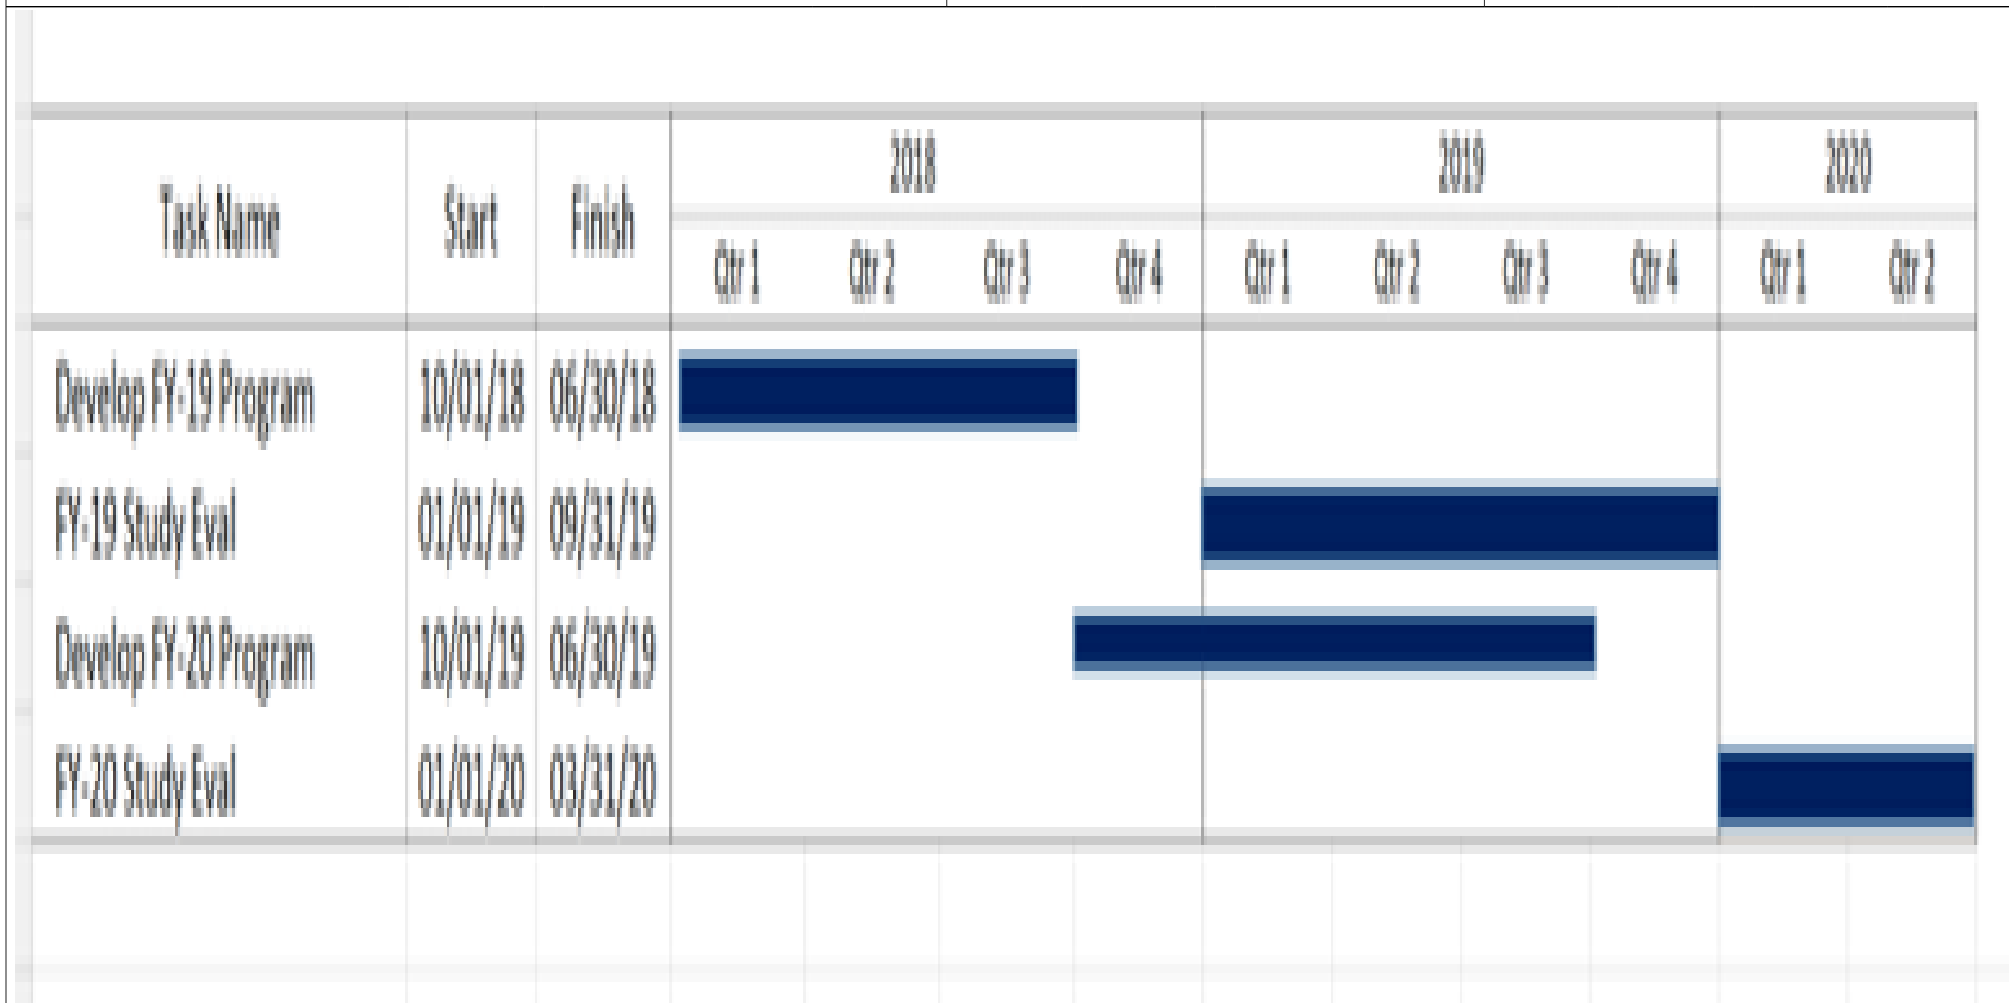 2018 2019 2020
Task Name Start Finish
Qtr 1 Qtr 2 Qtr 3 Qtr 4 Qtr 1 Qtr 2 Qtr 3 Qtr 4 Qtr 1 Qtr 2
Develop FY-19 Program 10/01/18 06/30/18
FY-19 Study Eval 01/01/19 09/31/19
Develop FY-20 Program 10/01/19 06/30/19
FY-20 Study Eval 01/01/20 03/31/20